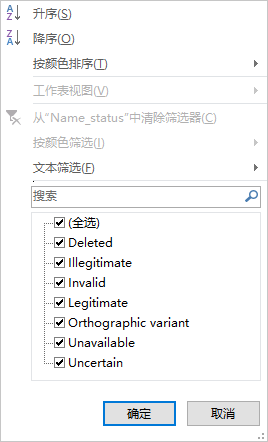 升序(S)
降序(O)
按颜色排序(T)
工作表视图(V)
从"Name_status"中清除筛选器(C)
按颜色筛选(I)
文本筛选(F)
搜索
(全选)
Deleted
Illegitimate
Invalid
Legitimate
Orthographic variant
Unavailable
Uncertain
确定 取消